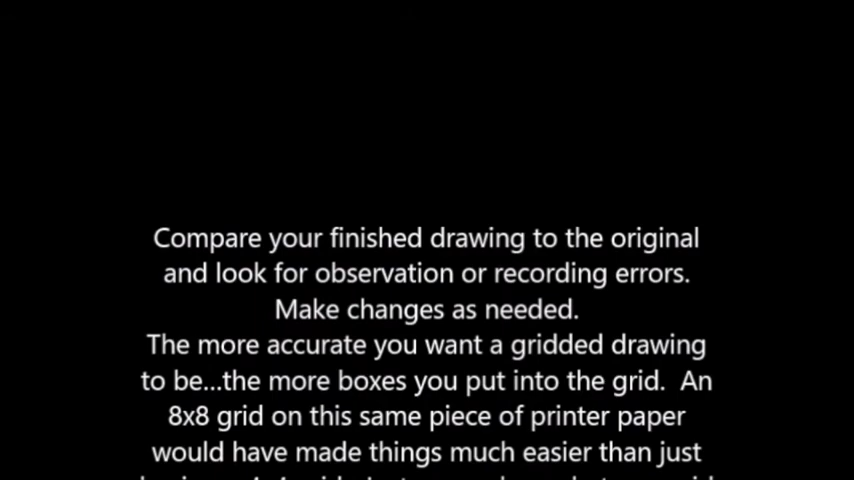 Compare your finished drawing to the original
and look for observation or recording errors.
Make changes as needed.
The more accurate you want a gridded drawing
to be...the more boxes you put into the grid.  An
8x8 grid on this same piece of printer paper
would have made things much easier than just